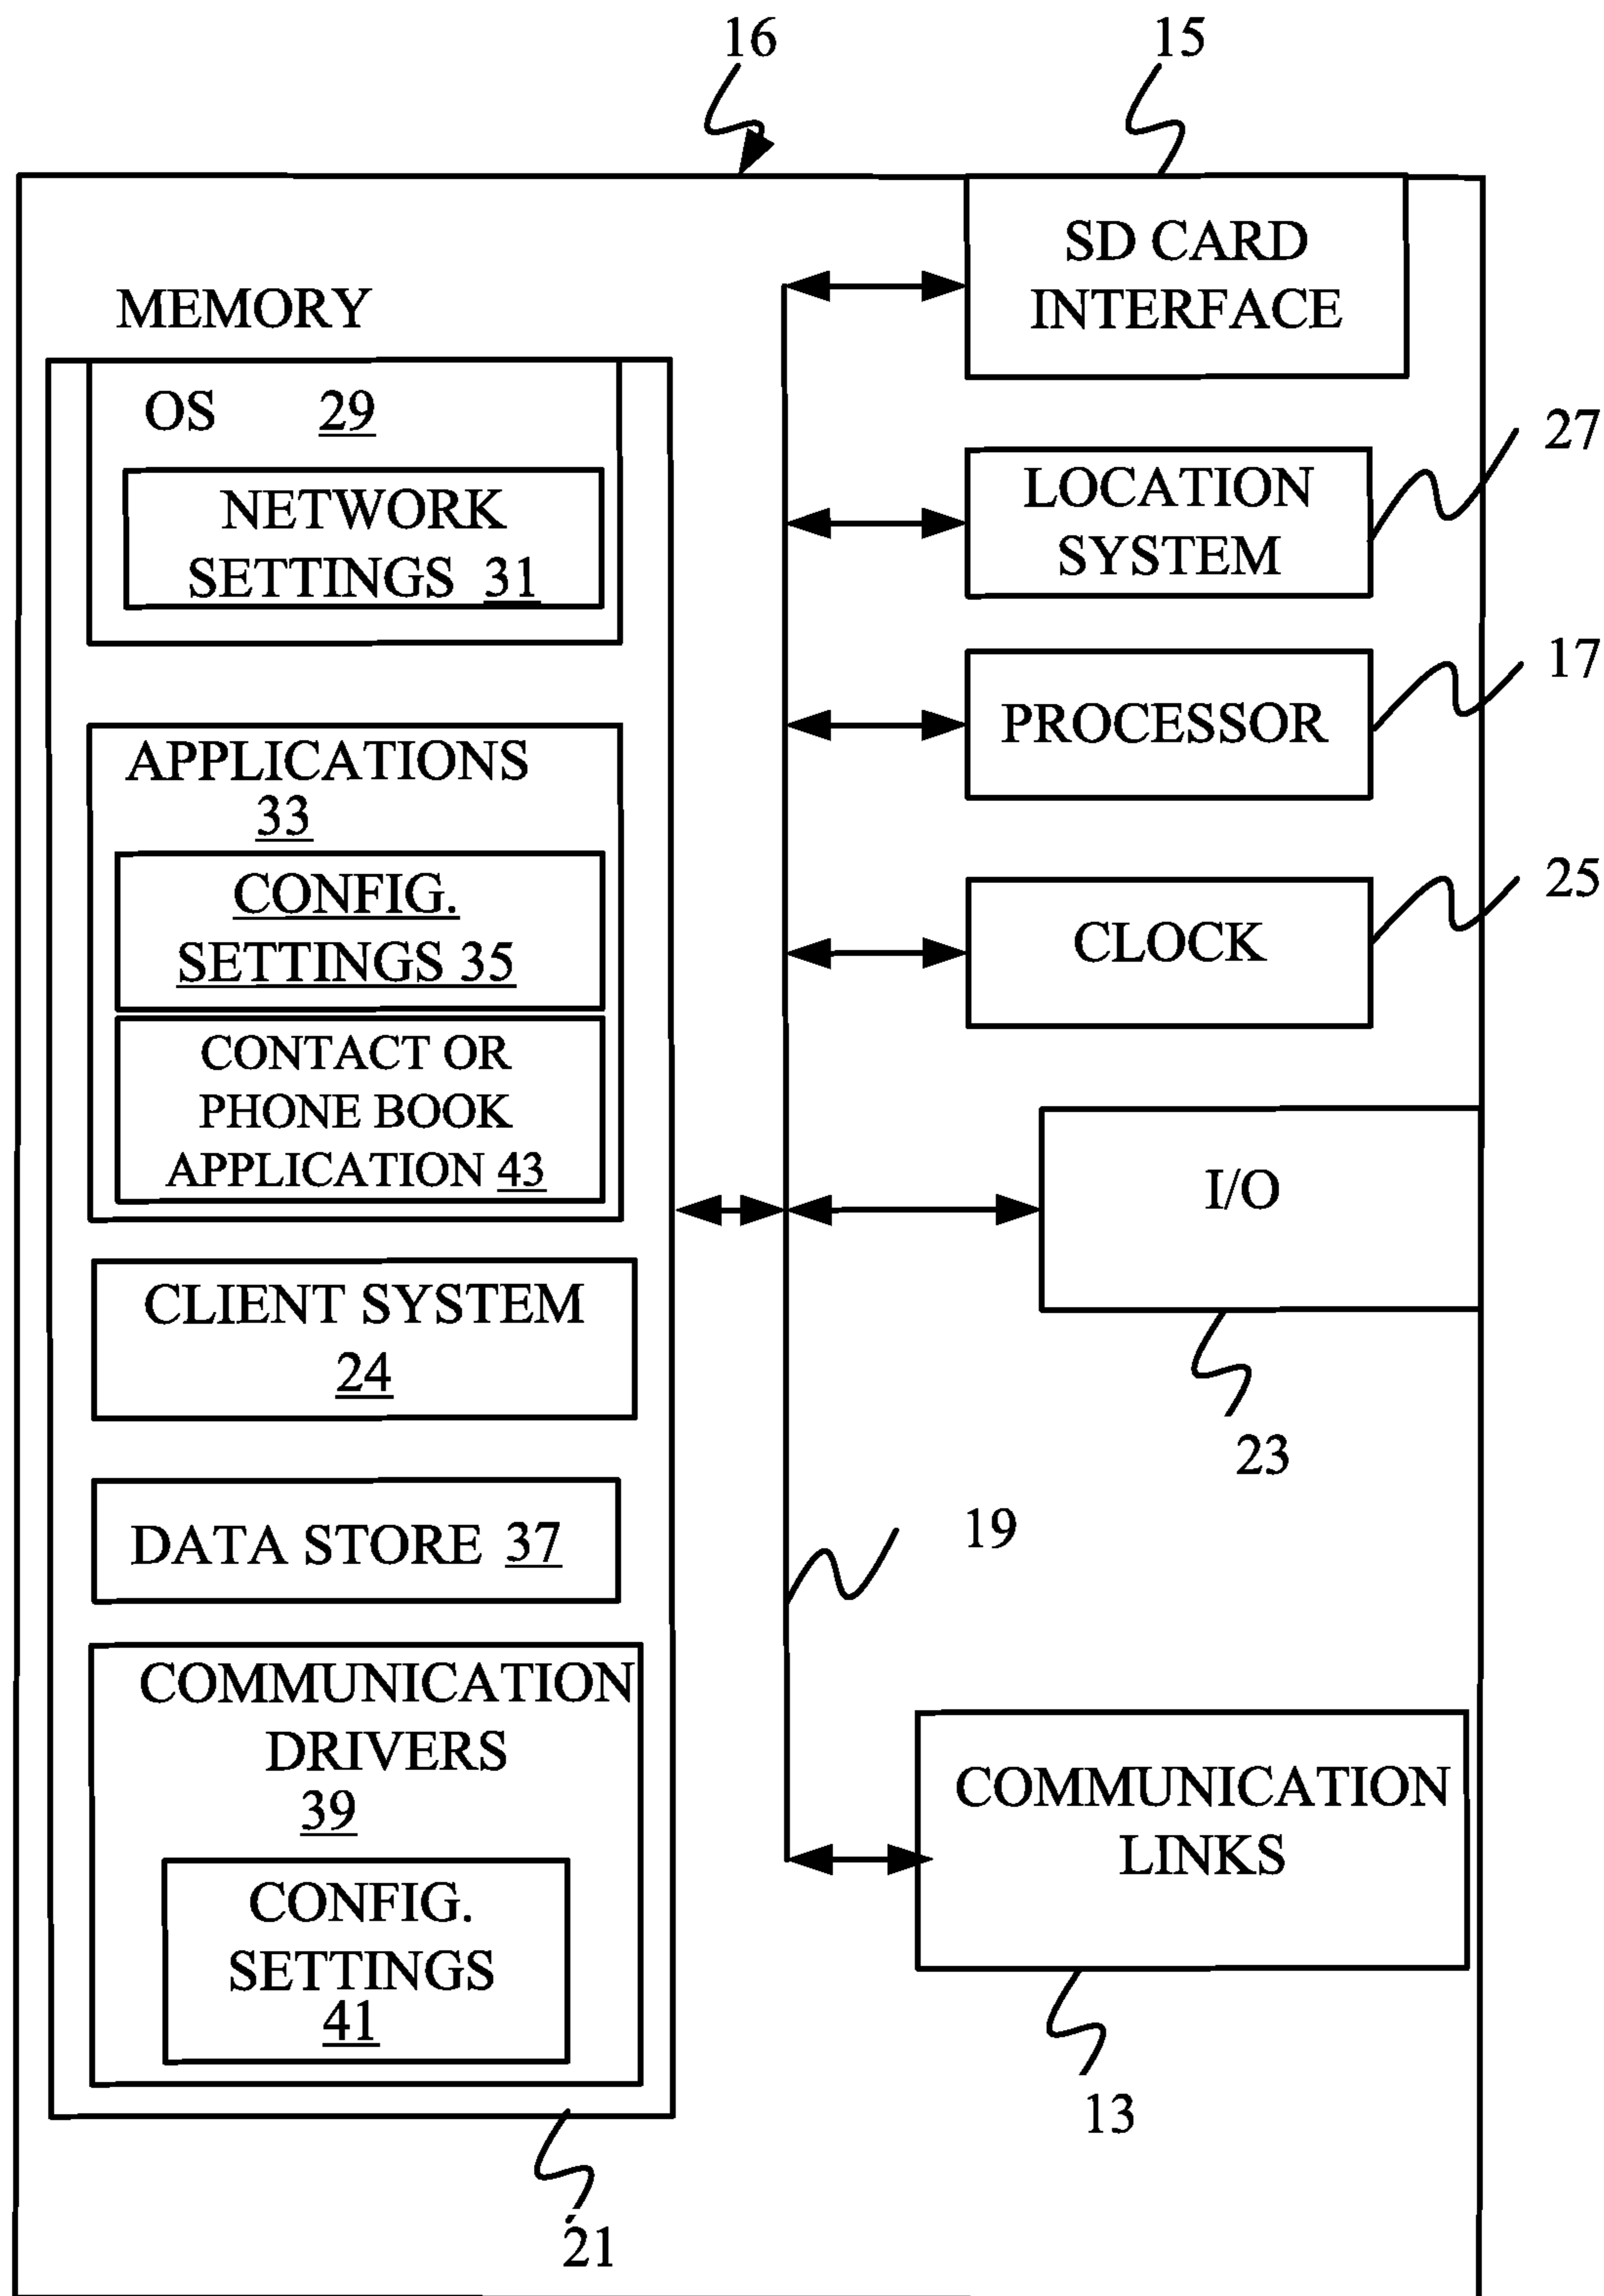 16
15
SD CARD
INTERFACE
MEMORY
OS 29
NETWORK
SETTINGS 31
27
LOCATION
SYSTEM
17
PROCESSOR
APPLICATIONS
33
CONFIG.
SETTINGS 35
25
CLOCK
CONTACT OR
PHONE BOOK
APPLICATION 43
I/O
CLIENT SYSTEM
24
23
DATA STORE 37
19
COMMUNICATION
DRIVERS
39
CONFIG.
SETTINGS
41
COMMUNICATION
LINKS
13
21